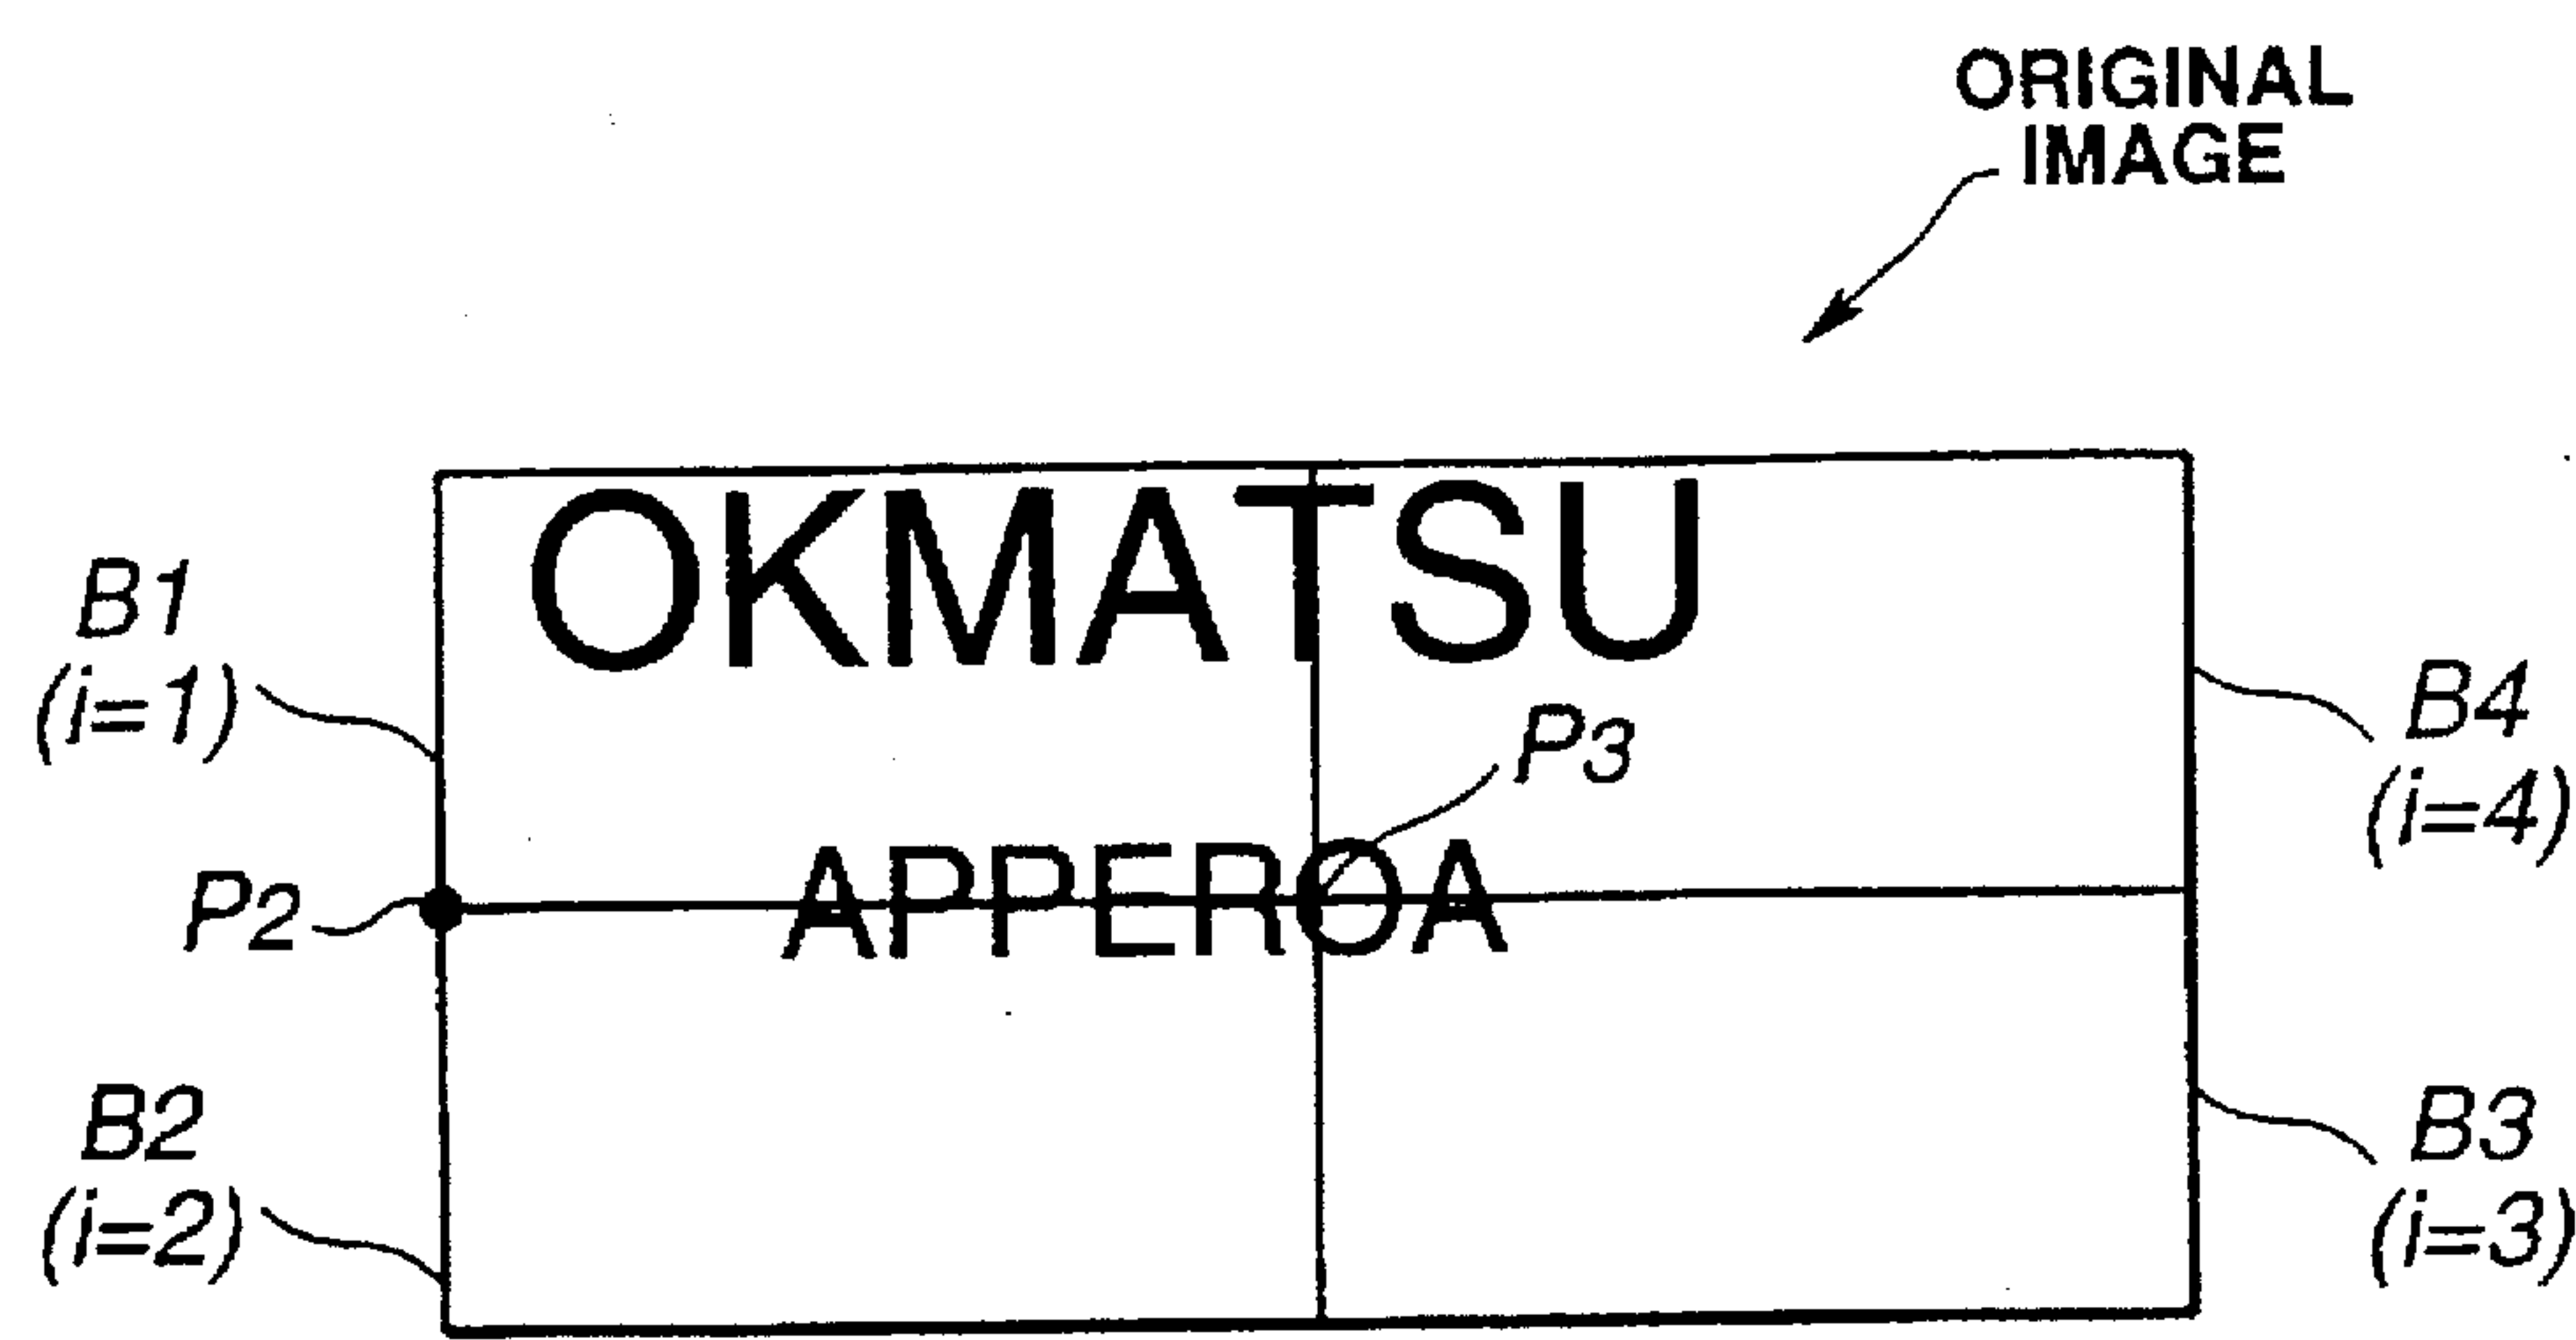 ORIGINAL
IMAGE
OKMATSU
B1
(i=1)
B4
(i=4)
P3
APPEROA
P2
B2
(i=2)
B3
(i=3)